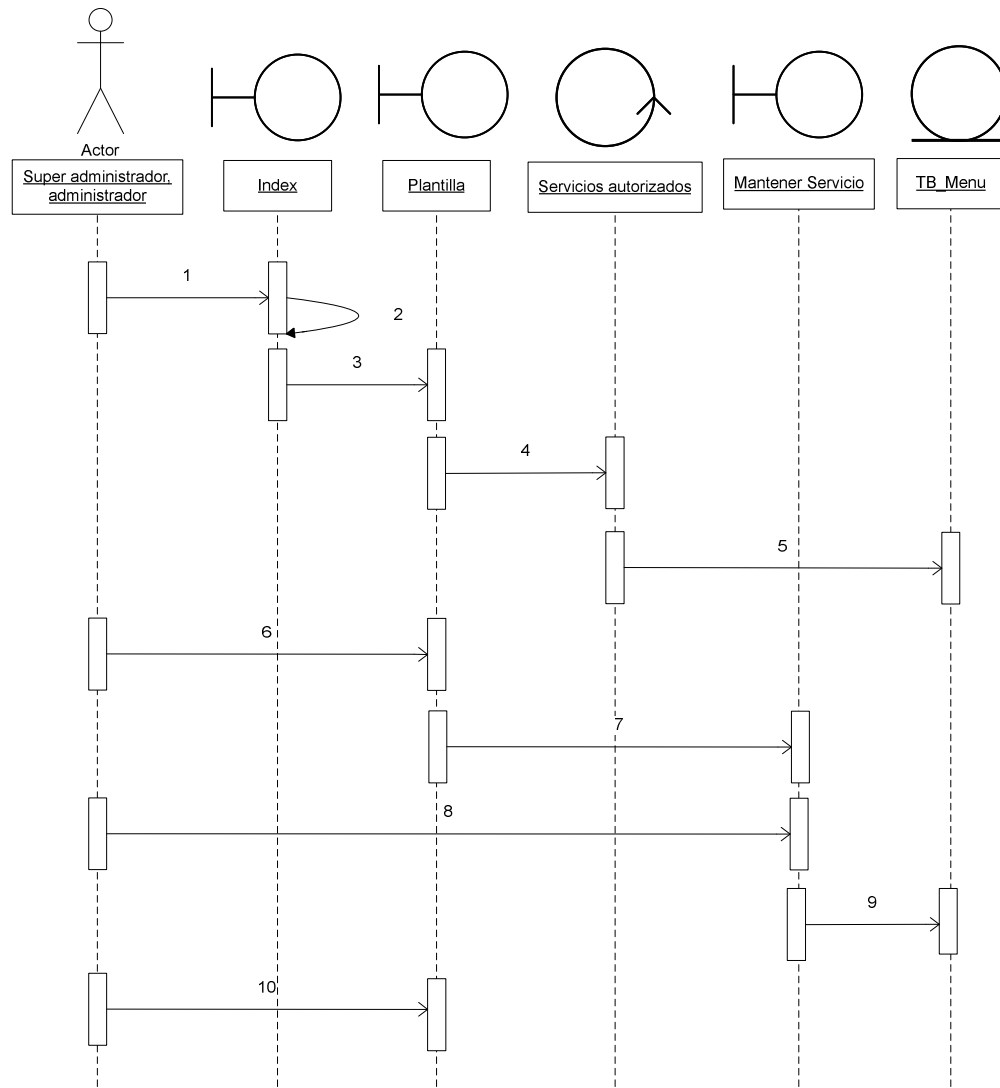 Actor
Super administrador,
administrador
Index
Plantilla
Servicios autorizados
Mantener Servicio
TB_Menu
1
2
3
4
5
6
7
8
9
10